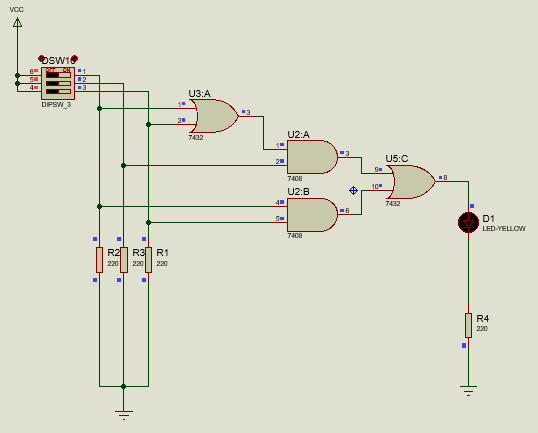 VCC
DSW10
OFF ON
6 1
5 2
4 3
DIPSW_3
U3:A
1
2
3
7432
U2:A
1
2
3
7408
U5:C
9
10
8
7432
U2:B
4
5
6
7408
D1
LED-YELLOW
R2
220
R3
220
R1
220
R4
220